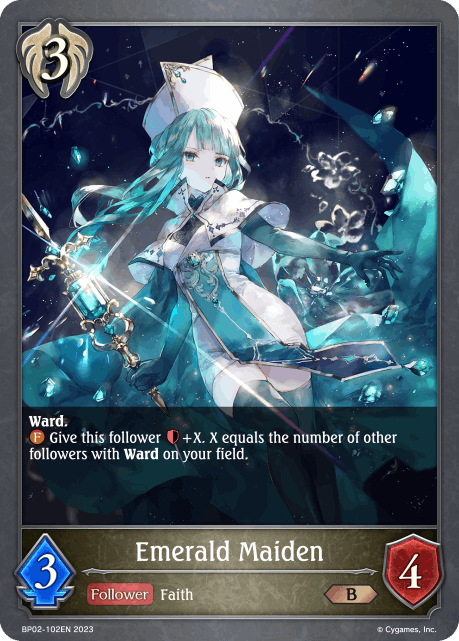 3
Ward.
F Give this follower +X. X equals the number of other
followers with Ward on your field.
Emerald Maiden
3
Follower Faith
B
4
BP02-102EN 2023
© Cygames, Inc.